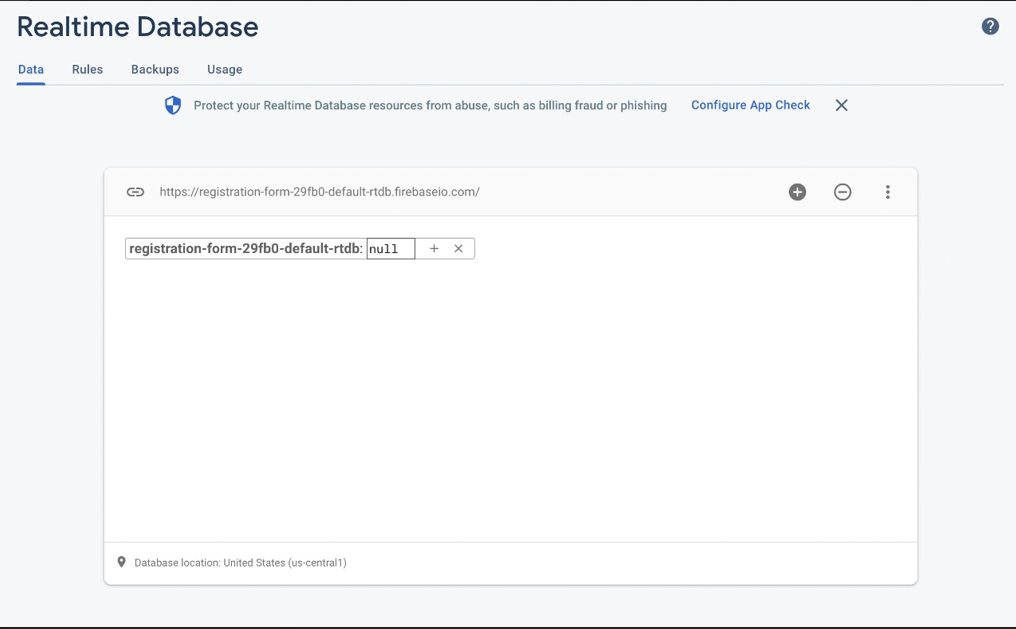 Realtime Database
Data Rules Backups Usage
Protect your Realtime Database resources from abuse, such as billing fraud or phishing Configure App Check
https://registration-form-29fb0-default-rtdb.firebaseio.com/
registration-form-29fb0-default-rtdb: null
Database location: United States (us-central1)